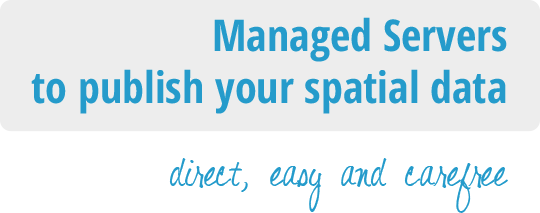 Managed Servers
to publish your spatial data
direct, easy and carefree